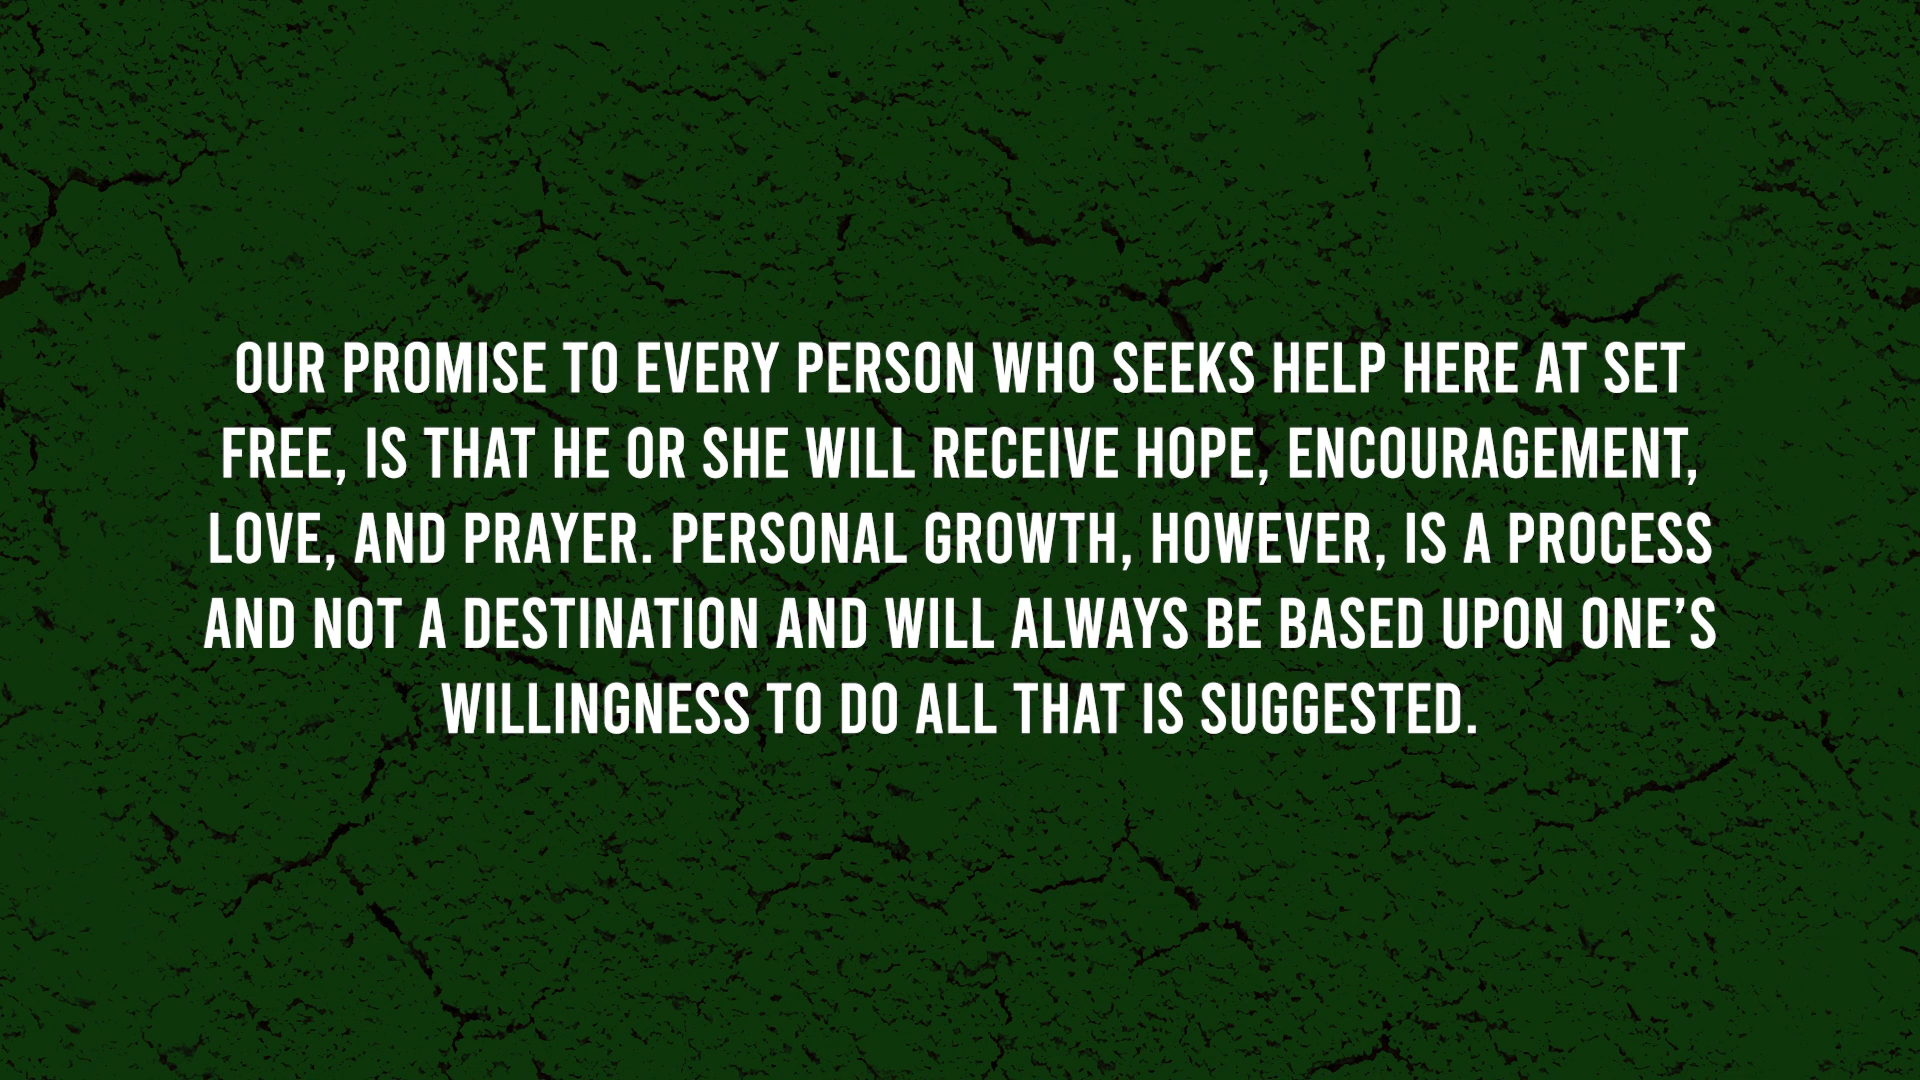 OUR PROMISE TO EVERY PERSON WHO SEEKS HELP HERE AT SET
FREE, IS THAT HE OR SHE WILL RECEIVE HOPE, ENCOURAGEMENT,
LOVE, AND PRAYER. PERSONAL GROWTH, HOWEVER, IS A PROCESS
AND NOT A DESTINATION AND WILL ALWAYS BE BASED UPON ONE’S
WILLINGNESS TO DO ALL THAT IS SUGGESTED.